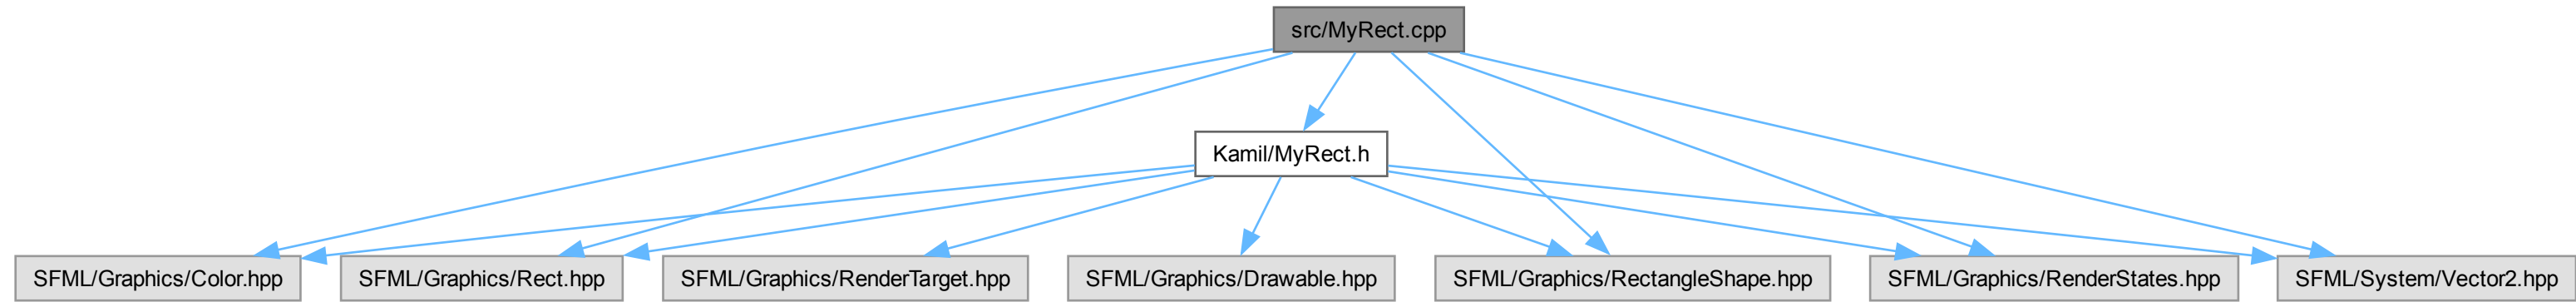 src/MyRect.cpp
Kamil/MyRect.h
SFML/Graphics/Color.hpp
SFML/Graphics/Rect.hpp
SFML/Graphics/RenderTarget.hpp
SFML/Graphics/Drawable.hpp
SFML/Graphics/RectangleShape.hpp
SFML/Graphics/RenderStates.hpp
SFML/System/Vector2.hpp